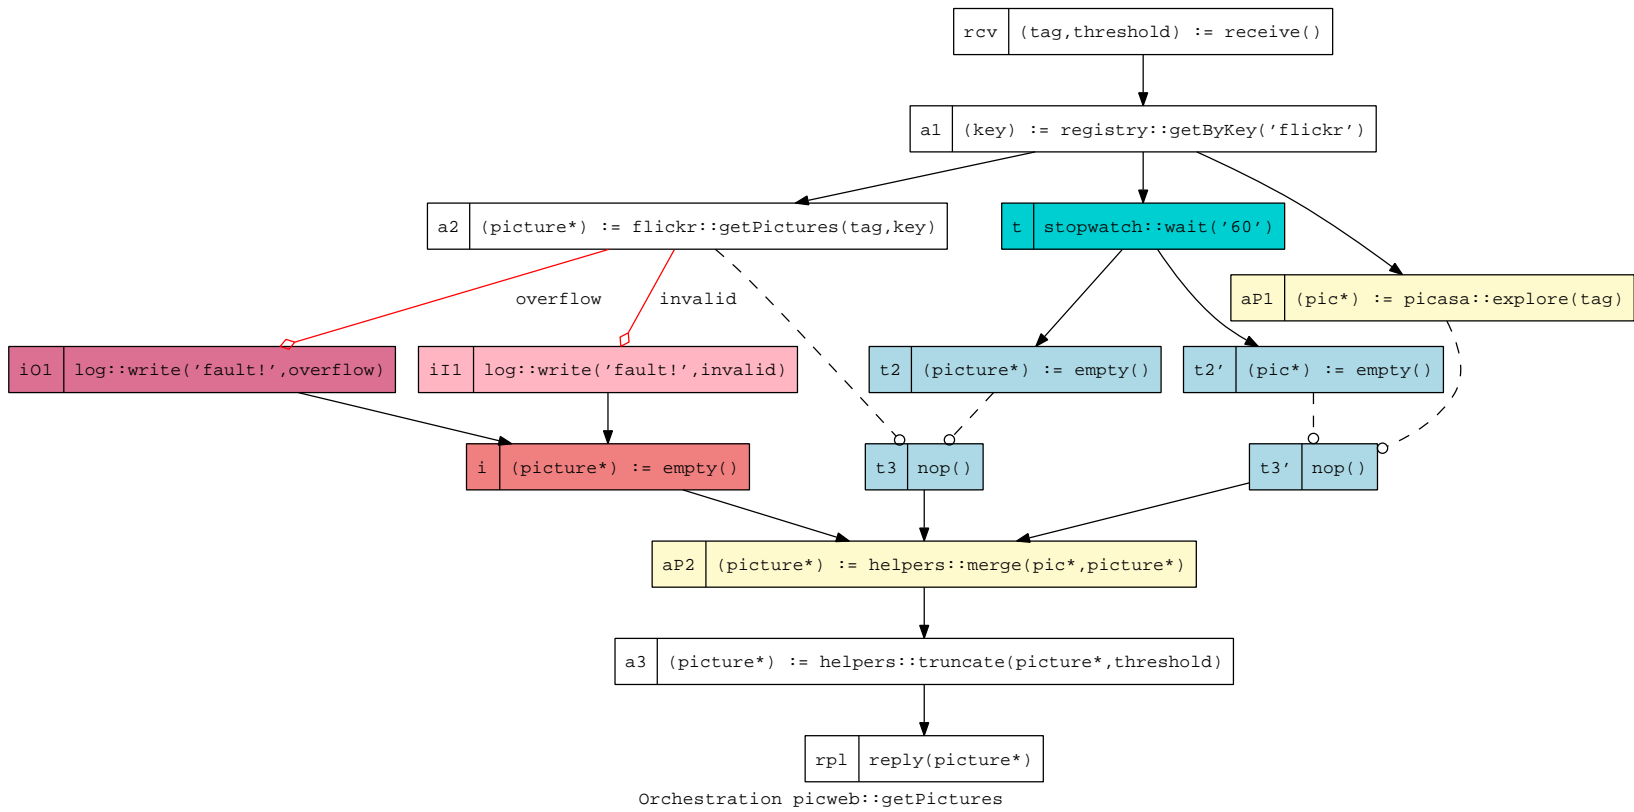 rcv (tag,threshold) := receive()
a1 (key) := registry::getByKey('flickr')
a2 (picture*) := flickr::getPictures(tag,key)
t stopwatch::wait('60')
aP1 (pic*) := picasa::explore(tag)
overflow
invalid
iO1 log::write('fault!',overflow)
iI1 log::write('fault!',invalid)
t2 (picture*) := empty()
t2' (pic*) := empty()
i (picture*) := empty()
t3 nop()
t3' nop()
aP2 (picture*) := helpers::merge(pic*,picture*)
a3 (picture*) := helpers::truncate(picture*,threshold)
rpl reply(picture*)
Orchestration picweb::getPictures